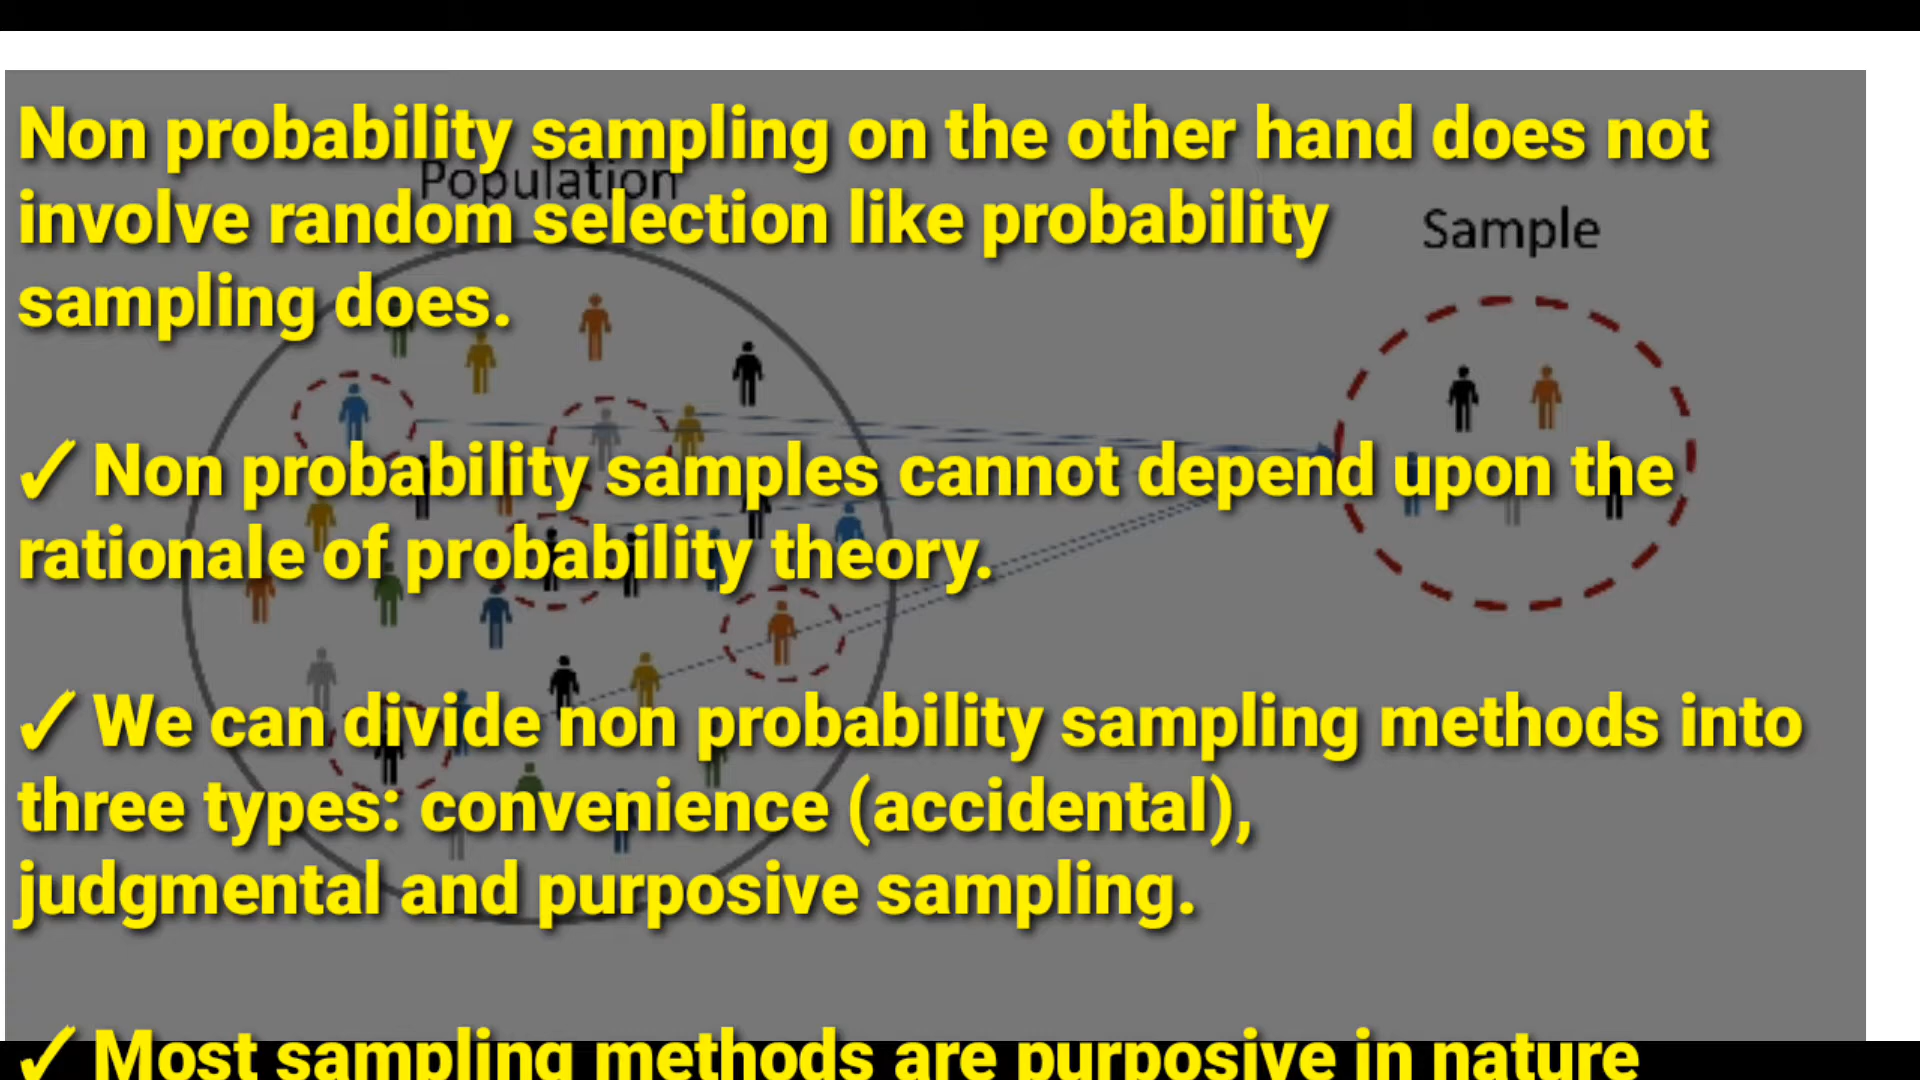 Non probability sampling on the other hand does not
involve random selection like probability
sampling does.
Population
Sample
✓ Non probability samples cannot depend upon the
rationale of probability theory.
✓ We can divide non probability sampling methods into
three types: convenience (accidental),
judgmental and purposive sampling.
✓ Most sampling methods are purposive in nature